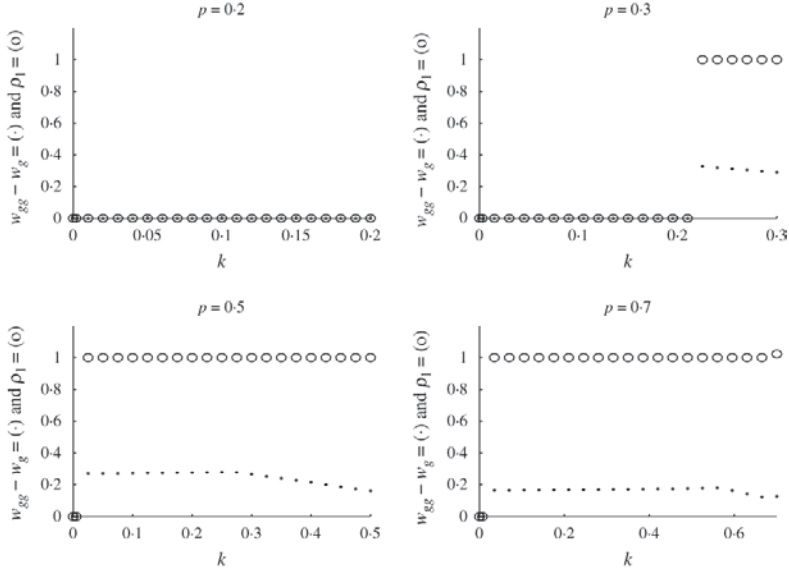 p = 0·2
w_gg − w_g = (·) and ρ_1 = (o)
1
0·8
0·6
0·4
0·2
0
0 0·05 0·1 0·15 0·2
k
p = 0·3
w_gg − w_g = (·) and ρ_1 = (o)
1
0·8
0·6
0·4
0·2
0
0 0·1 0·2 0·3
k
p = 0·5
w_gg − w_g = (·) and ρ_1 = (o)
1
0·8
0·6
0·4
0·2
0
0 0·1 0·2 0·3 0·4 0·5
k
p = 0·7
w_gg − w_g = (·) and ρ_1 = (o)
1
0·8
0·6
0·4
0·2
0
0 0·2 0·4 0·6
k